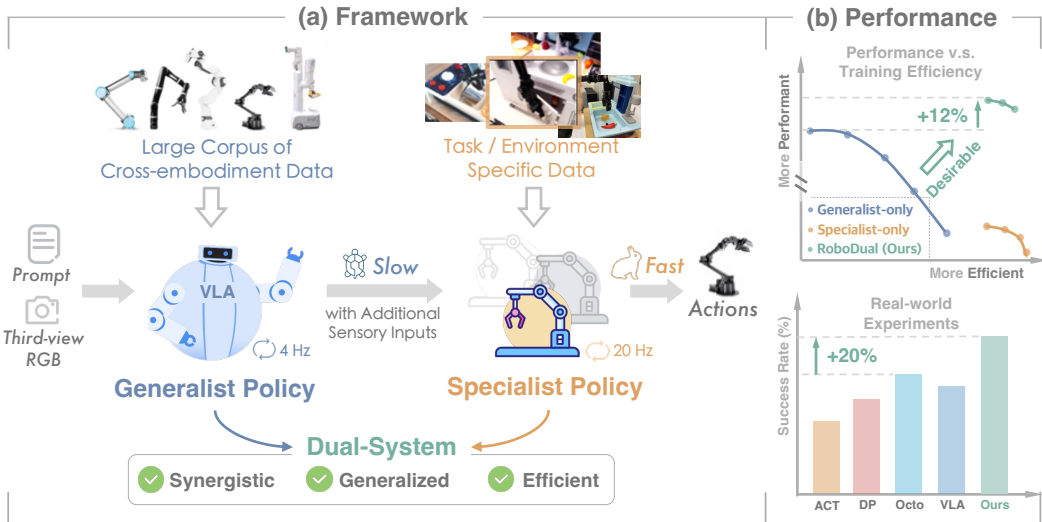 (a) Framework
Large Corpus of
Cross-embodiment Data
Task / Environment
Specific Data
Prompt
Third-view
RGB
VLA
4 Hz
Slow
with Additional
Sensory Inputs
20 Hz
Fast
Actions
Generalist Policy
Specialist Policy
Dual-System
Synergistic
Generalized
Efficient
(b) Performance
Performance v.s.
Training Efficiency
More Performant
+12%
Desirable
Generalist-only
Specialist-only
RoboDual (Ours)
More Efficient
Real-world
Experiments
Success Rate (%)
+20%
ACT
DP
Octo
VLA
Ours